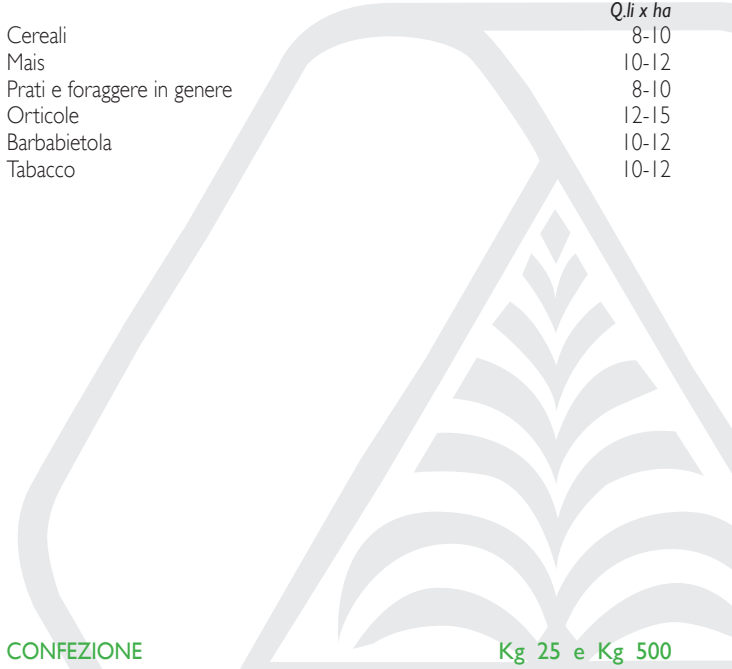 Q.li x ha
Cereali 8-10
Mais 10-12
Prati e foraggere in genere 8-10
Orticole 12-15
Barbabietola 10-12
Tabacco 10-12
CONFEZIONE Kg 25 e Kg 500